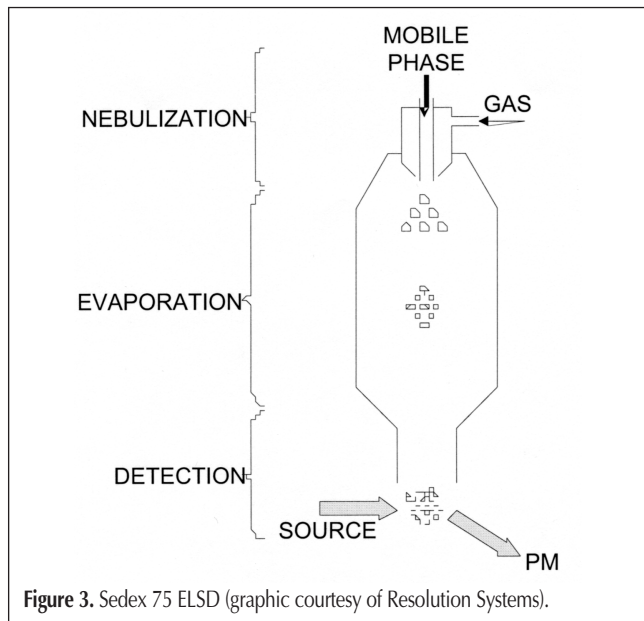 MOBILE
PHASE
GAS
NEBULIZATION
EVAPORATION
DETECTION
SOURCE
PM
Figure 3. Sedex 75 ELSD (graphic courtesy of Resolution Systems).